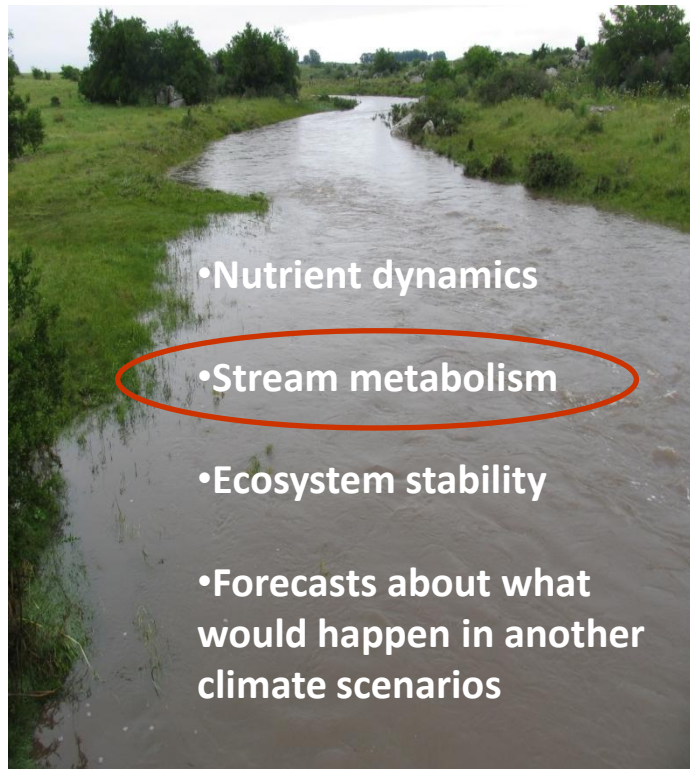 •Nutrient dynamics
•Stream metabolism
•Ecosystem stability
•Forecasts about what
would happen in another
climate scenarios